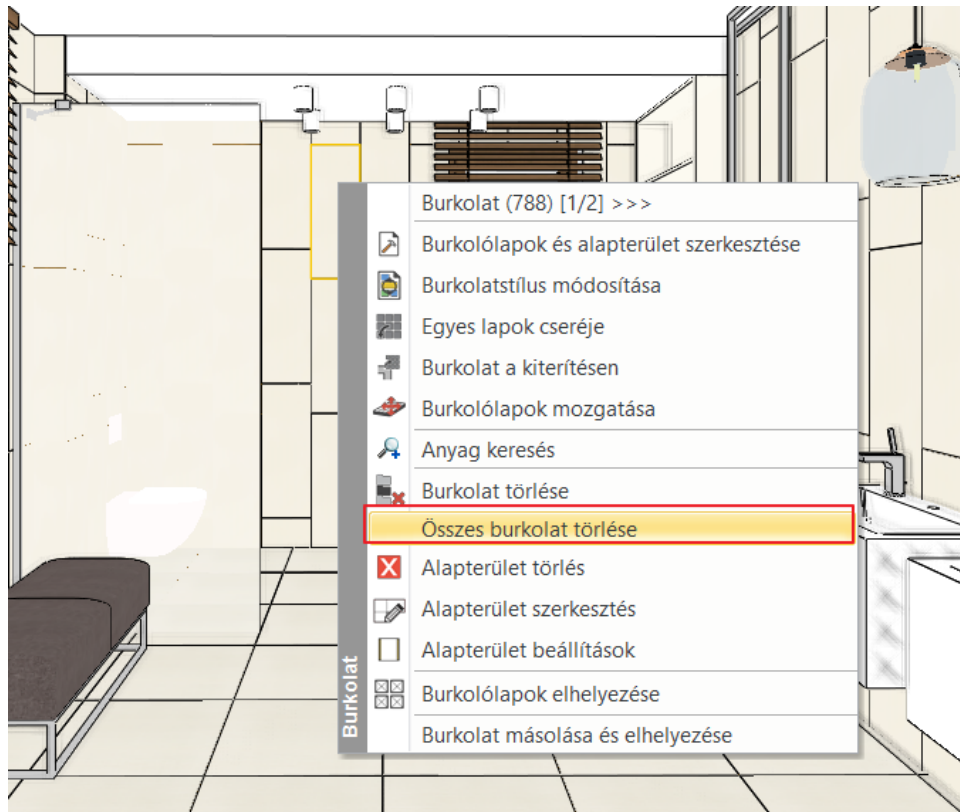 Burkolat (788) [1/2] >>>
Burkolólapok és alapterület szerkesztése
Burkolatstílus módosítása
Egyes lapok cseréje
Burkolat a kiterítésen
Burkolólapok mozgatása
Anyag keresés
Burkolat törlése
Összes burkolat törlése
Alapterület törlés
Alapterület szerkesztés
Alapterület beállítások
Burkolólapok elhelyezése
Burkolat másolása és elhelyezése
Burkolat